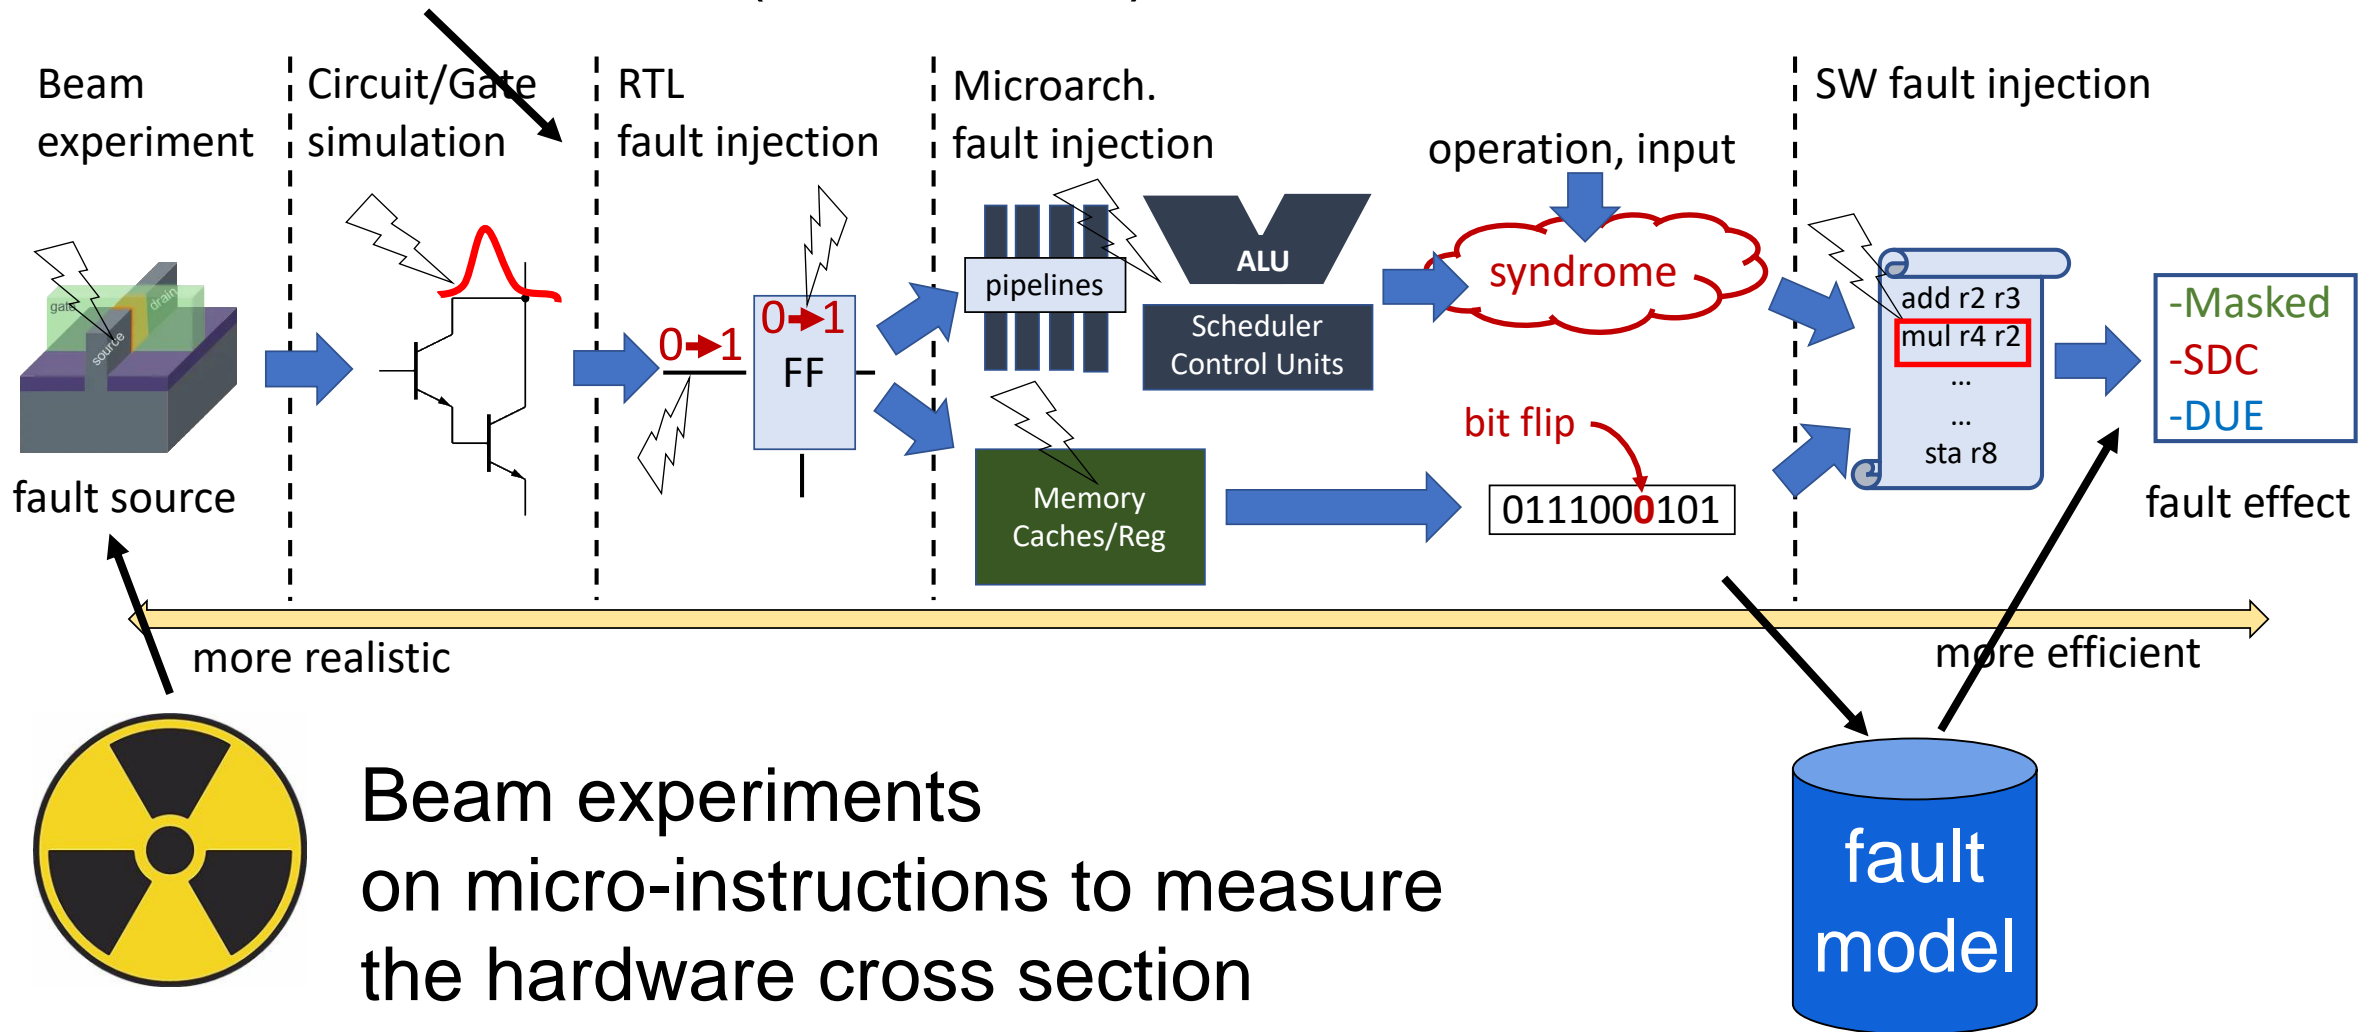 Beam
experiment
Circuit/Gate
simulation
RTL
fault injection
Microarch.
fault injection
SW fault injection
operation, input
gate
drain
source
fault source
0→1
0→1
FF
pipelines
ALU
Scheduler
Control Units
syndrome
Memory
Caches/Reg
bit flip
0111000101
add r2 r3
mul r4 r2
...
...
sta r8
-Masked
-SDC
-DUE
fault effect
more realistic
more efficient
Beam experiments
on micro-instructions to measure
the hardware cross section
fault
model